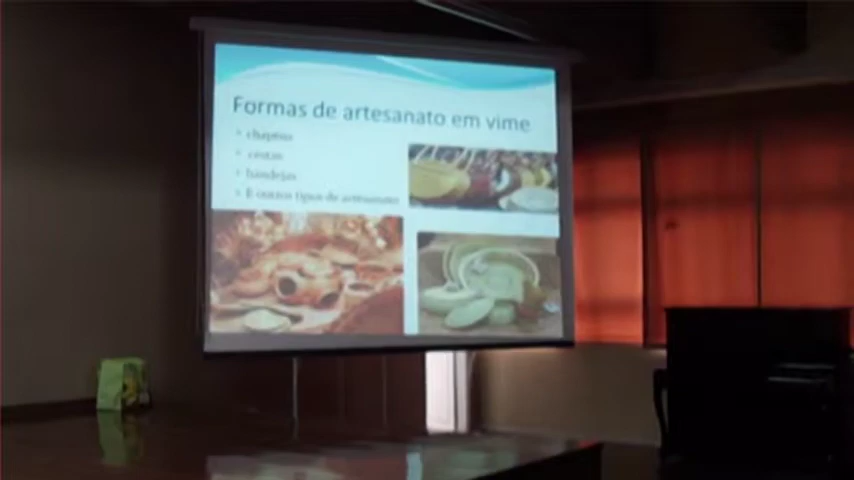 Formas de artesanato em vime
• chapéus
• cestas
• bandejas
• E outros tipos de artesanato